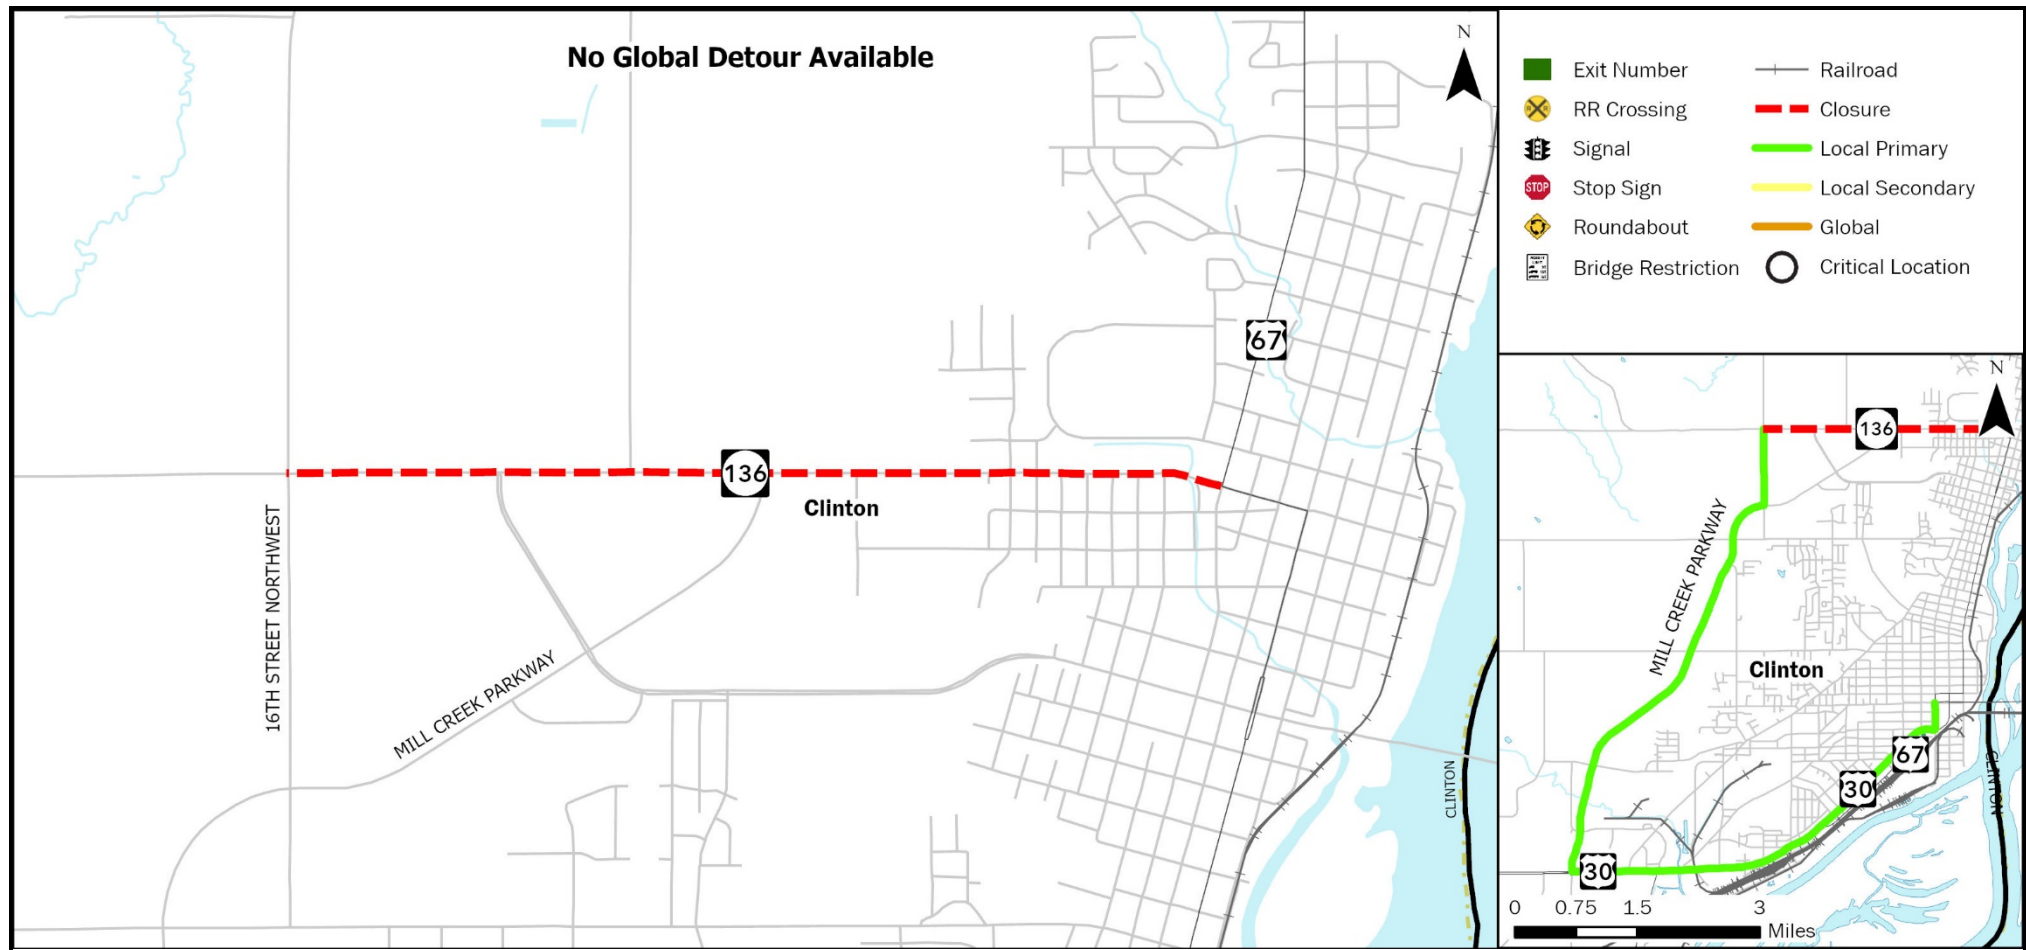 No Global Detour Available
N
67
136
Clinton
16TH STREET NORTHWEST
MILL CREEK PARKWAY
CLINTON
Exit Number
RR Crossing
Signal
STOP
Stop Sign
Roundabout
Bridge Restriction
Railroad
Closure
Local Primary
Local Secondary
Global
Critical Location
N
136
MILL CREEK PARKWAY
Clinton
67
30
CLINTON
30
0 0.75 1.5 3
Miles